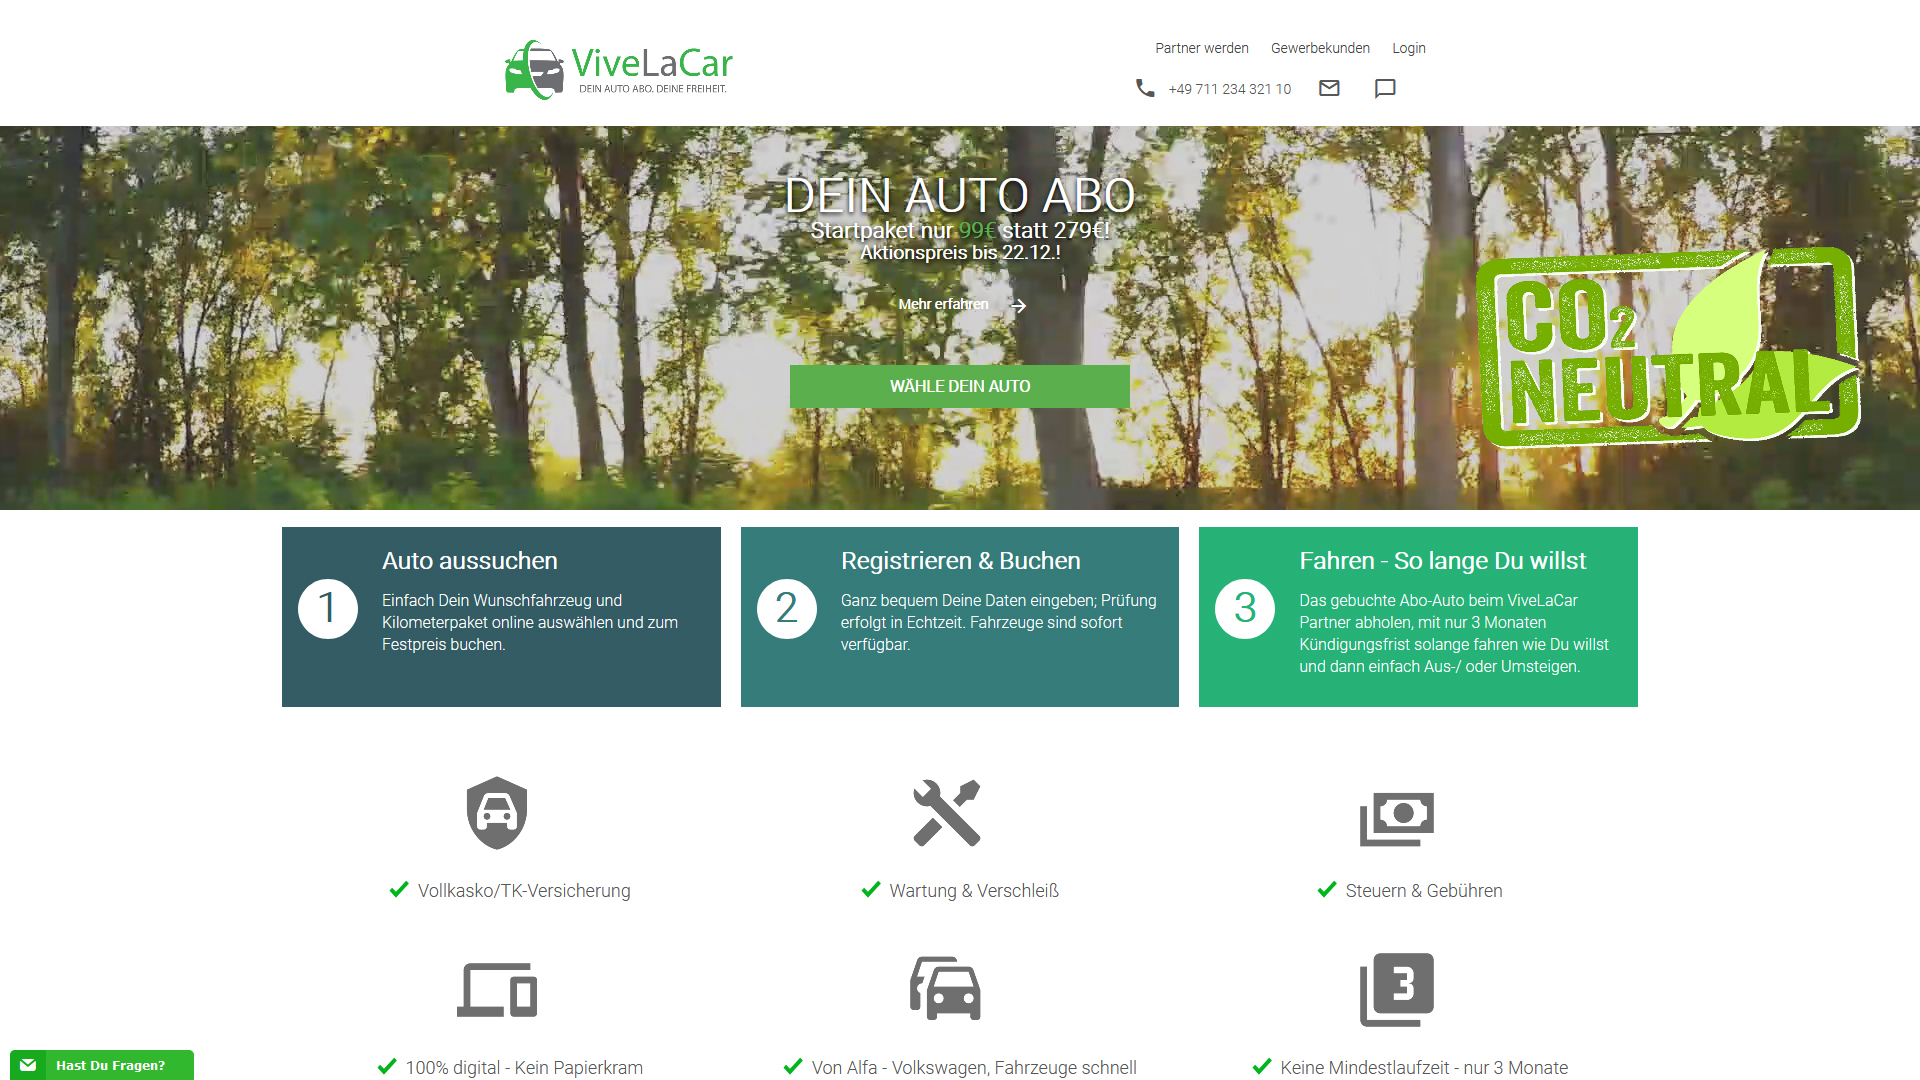 Partner werden Gewerbekunden Login
ViveLaCar
DEIN AUTO ABO. DEINE FREIHEIT.
+49 711 234 321 10
DEIN AUTO ABO
Startpaket nur 99€ statt 279€!
Aktionspreis bis 22.12.!
Mehr erfahren
WÄHLE DEIN AUTO
CO2
NEUTRAL
1
Auto aussuchen
Einfach Dein Wunschfahrzeug und
Kilometerpaket online auswählen und zum
Festpreis buchen.
2
Registrieren & Buchen
Ganz bequem Deine Daten eingeben; Prüfung
erfolgt in Echtzeit. Fahrzeuge sind sofort
verfügbar.
3
Fahren - So lange Du willst
Das gebuchte Abo-Auto beim ViveLaCar
Partner abholen, mit nur 3 Monaten
Kündigungsfrist solange fahren wie Du willst
und dann einfach Aus-/ oder Umsteigen.
Vollkasko/TK-Versicherung
Wartung & Verschleiß
Steuern & Gebühren
3
100% digital - Kein Papierkram
Von Alfa - Volkswagen, Fahrzeuge schnell
Keine Mindestlaufzeit - nur 3 Monate
Hast Du Fragen?